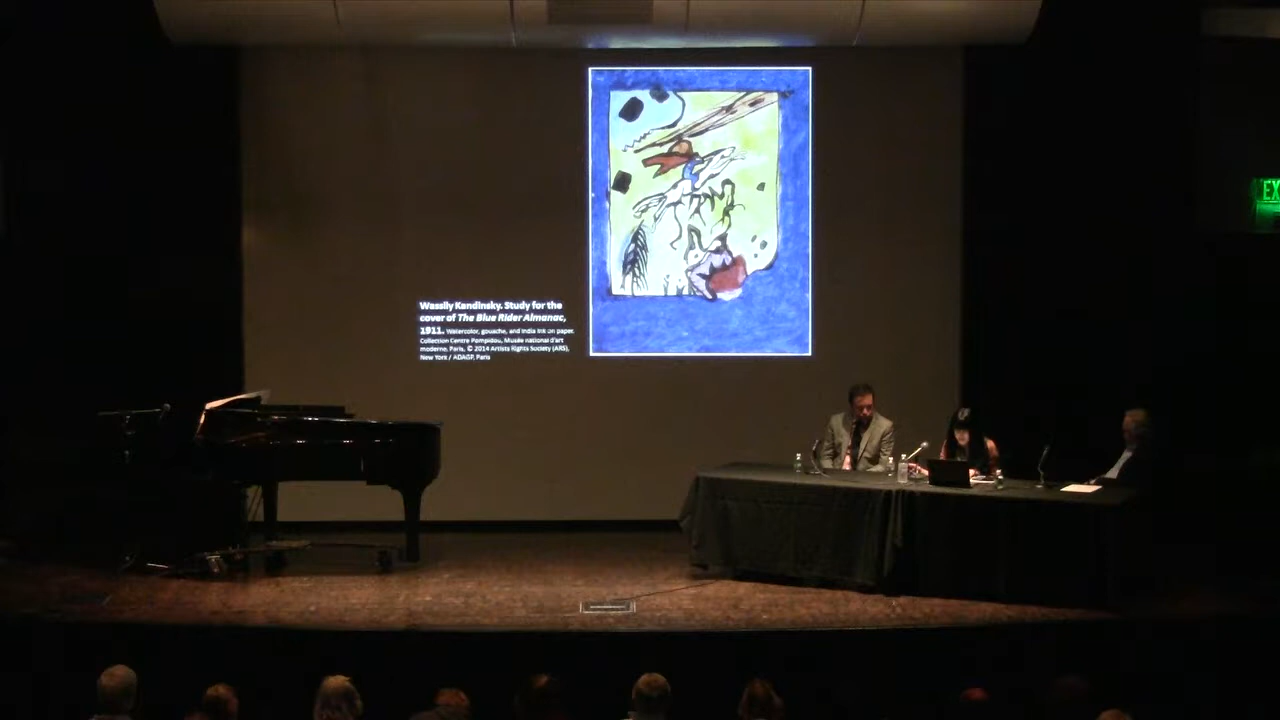 Wassily Kandinsky. Study for the
cover of The Blue Rider Almanac,
1911. Watercolor, gouache, and India ink on paper.
Collection Centre Pompidou, Musée national d'art
moderne, Paris, © 2014 Artists Rights Society (ARS),
New York / ADAGP, Paris
EX